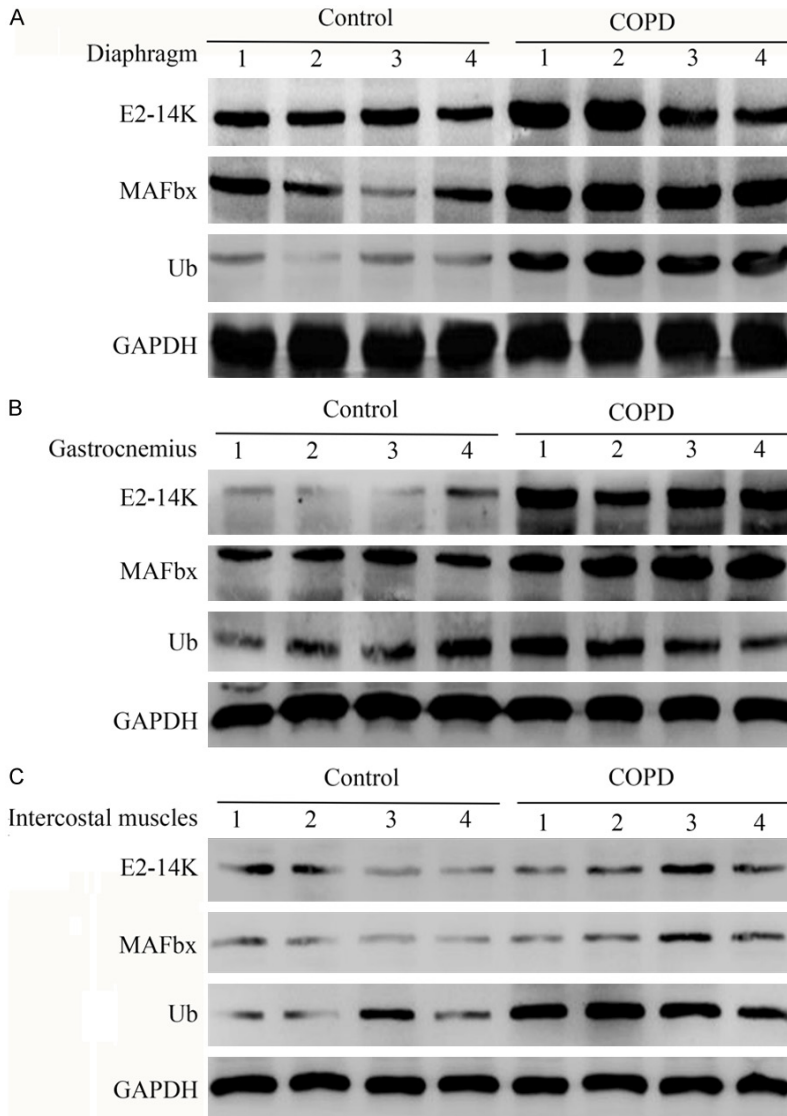 A
Control COPD
Diaphragm 1 2 3 4 1 2 3 4
E2-14K
MAFbx
Ub
GAPDH
B
Control COPD
Gastrocnemius 1 2 3 4 1 2 3 4
E2-14K
MAFbx
Ub
GAPDH
C
Control COPD
Intercostal muscles 1 2 3 4 1 2 3 4
E2-14K
MAFbx
Ub
GAPDH